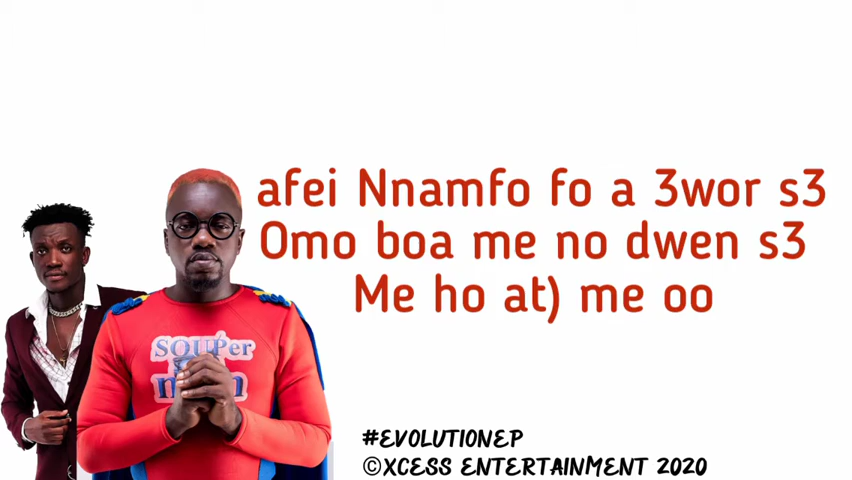 afei Nnamfo fo a 3wor s3
Omo boa me no dwen s3
Me ho at) me oo
SOUPer
#EVOLUTIONEP
©XCESS ENTERTAINMENT 2020